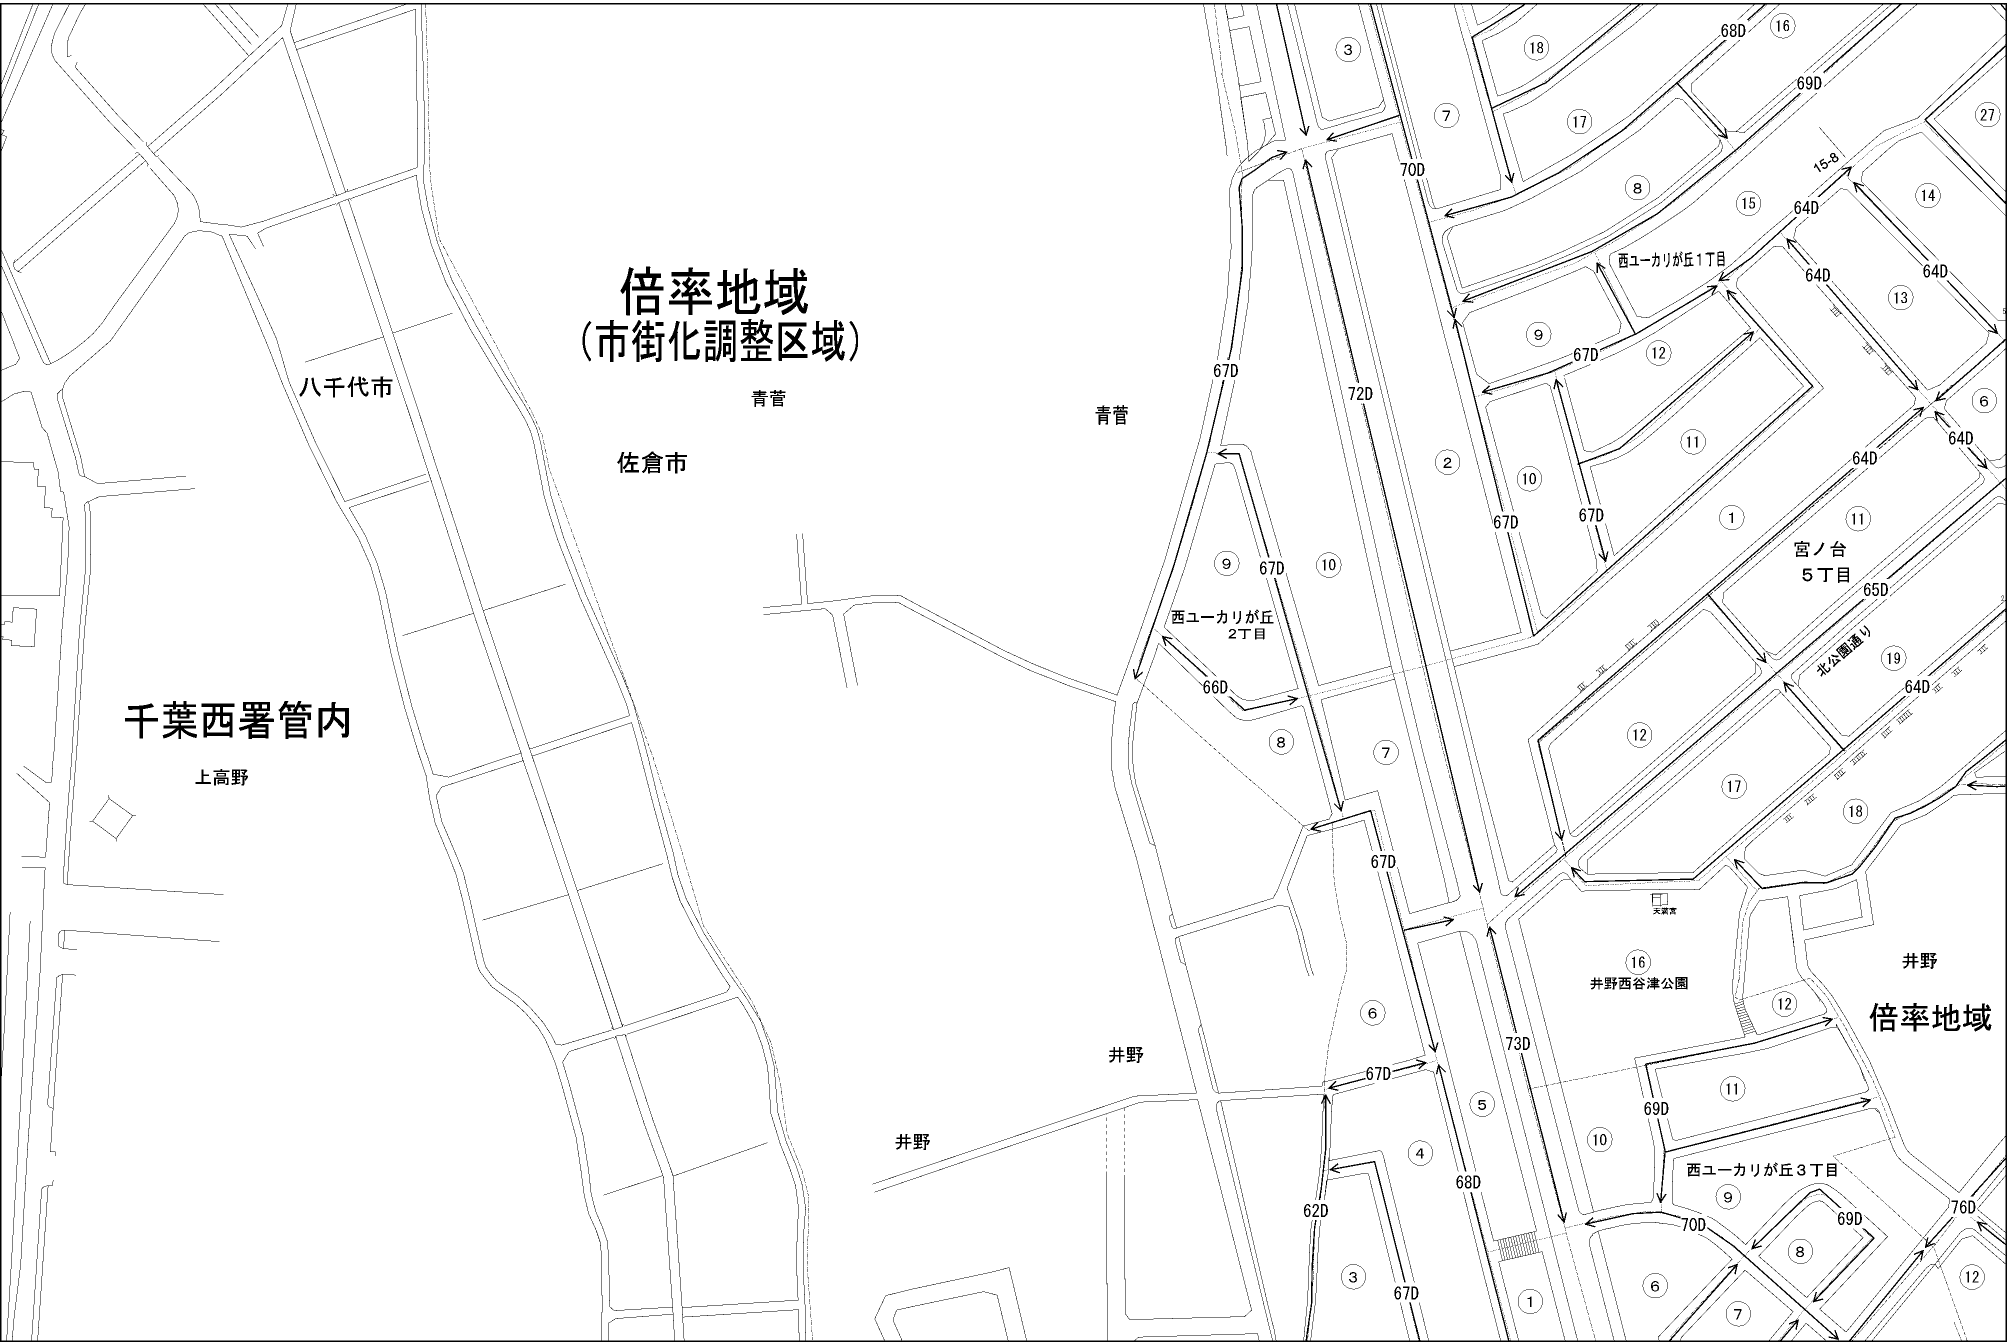 3
18
68D
16
69D
7
17
27
70D
15-8
8
15
64D
14
倍率地域
（市街化調整区域）
西ユーカリが丘1丁目
64D
64D
13
9
67D
12
67D
72D
八千代市
青菅
青菅
6
佐倉市
2
11
64D
64D
10
67D
67D
1
11
宮ノ台
5丁目
9
67D
10
65D
西ユーカリが丘
2丁目
北公園通り
19
66D
64D
千葉西署管内
上高野
8
7
12
17
18
67D
天満宮
16
井野西谷津公園
井野
倍率地域
12
6
73D
井野
67D
11
5
69D
井野
4
10
68D
西ユーカリが丘3丁目
9
62D
70D
69D
76D
8
3
67D
1
6
7
12